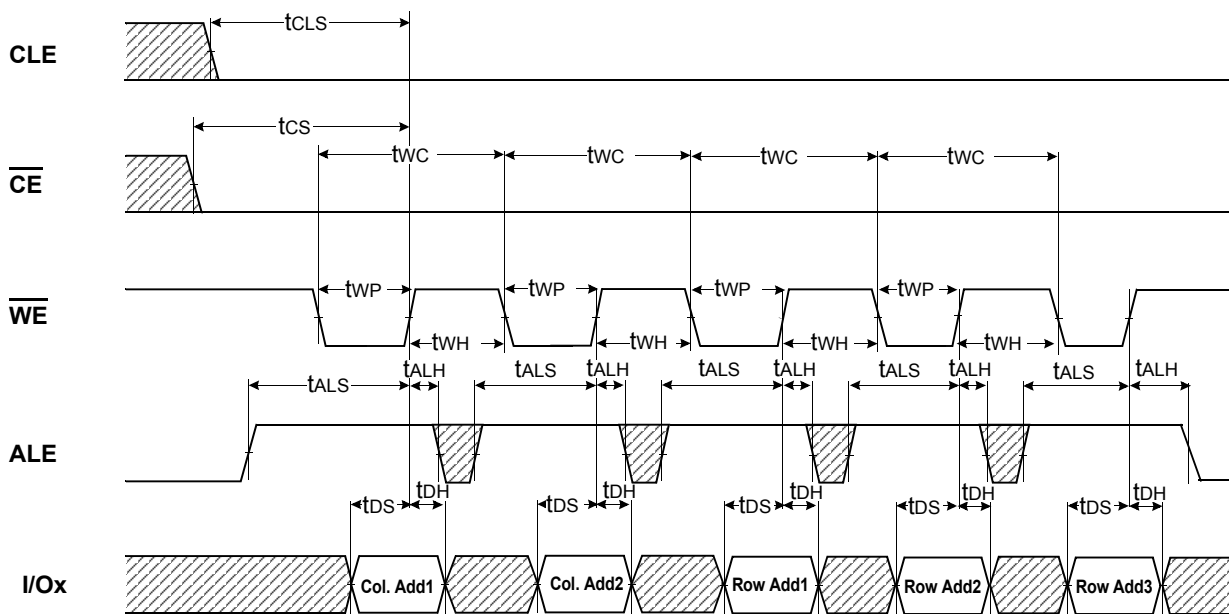 tCLS
CLE
tCS
tWC tWC tWC tWC
CE
tWP tWP tWP tWP
WE
tWH tWH tWH tWH
tALS tALH tALS tALH tALS tALH tALS tALH tALS tALH
ALE
tDS tDH tDS tDH tDS tDH tDS tDH tDS tDH
I/Ox Col. Add1 Col. Add2 Row Add1 Row Add2 Row Add3